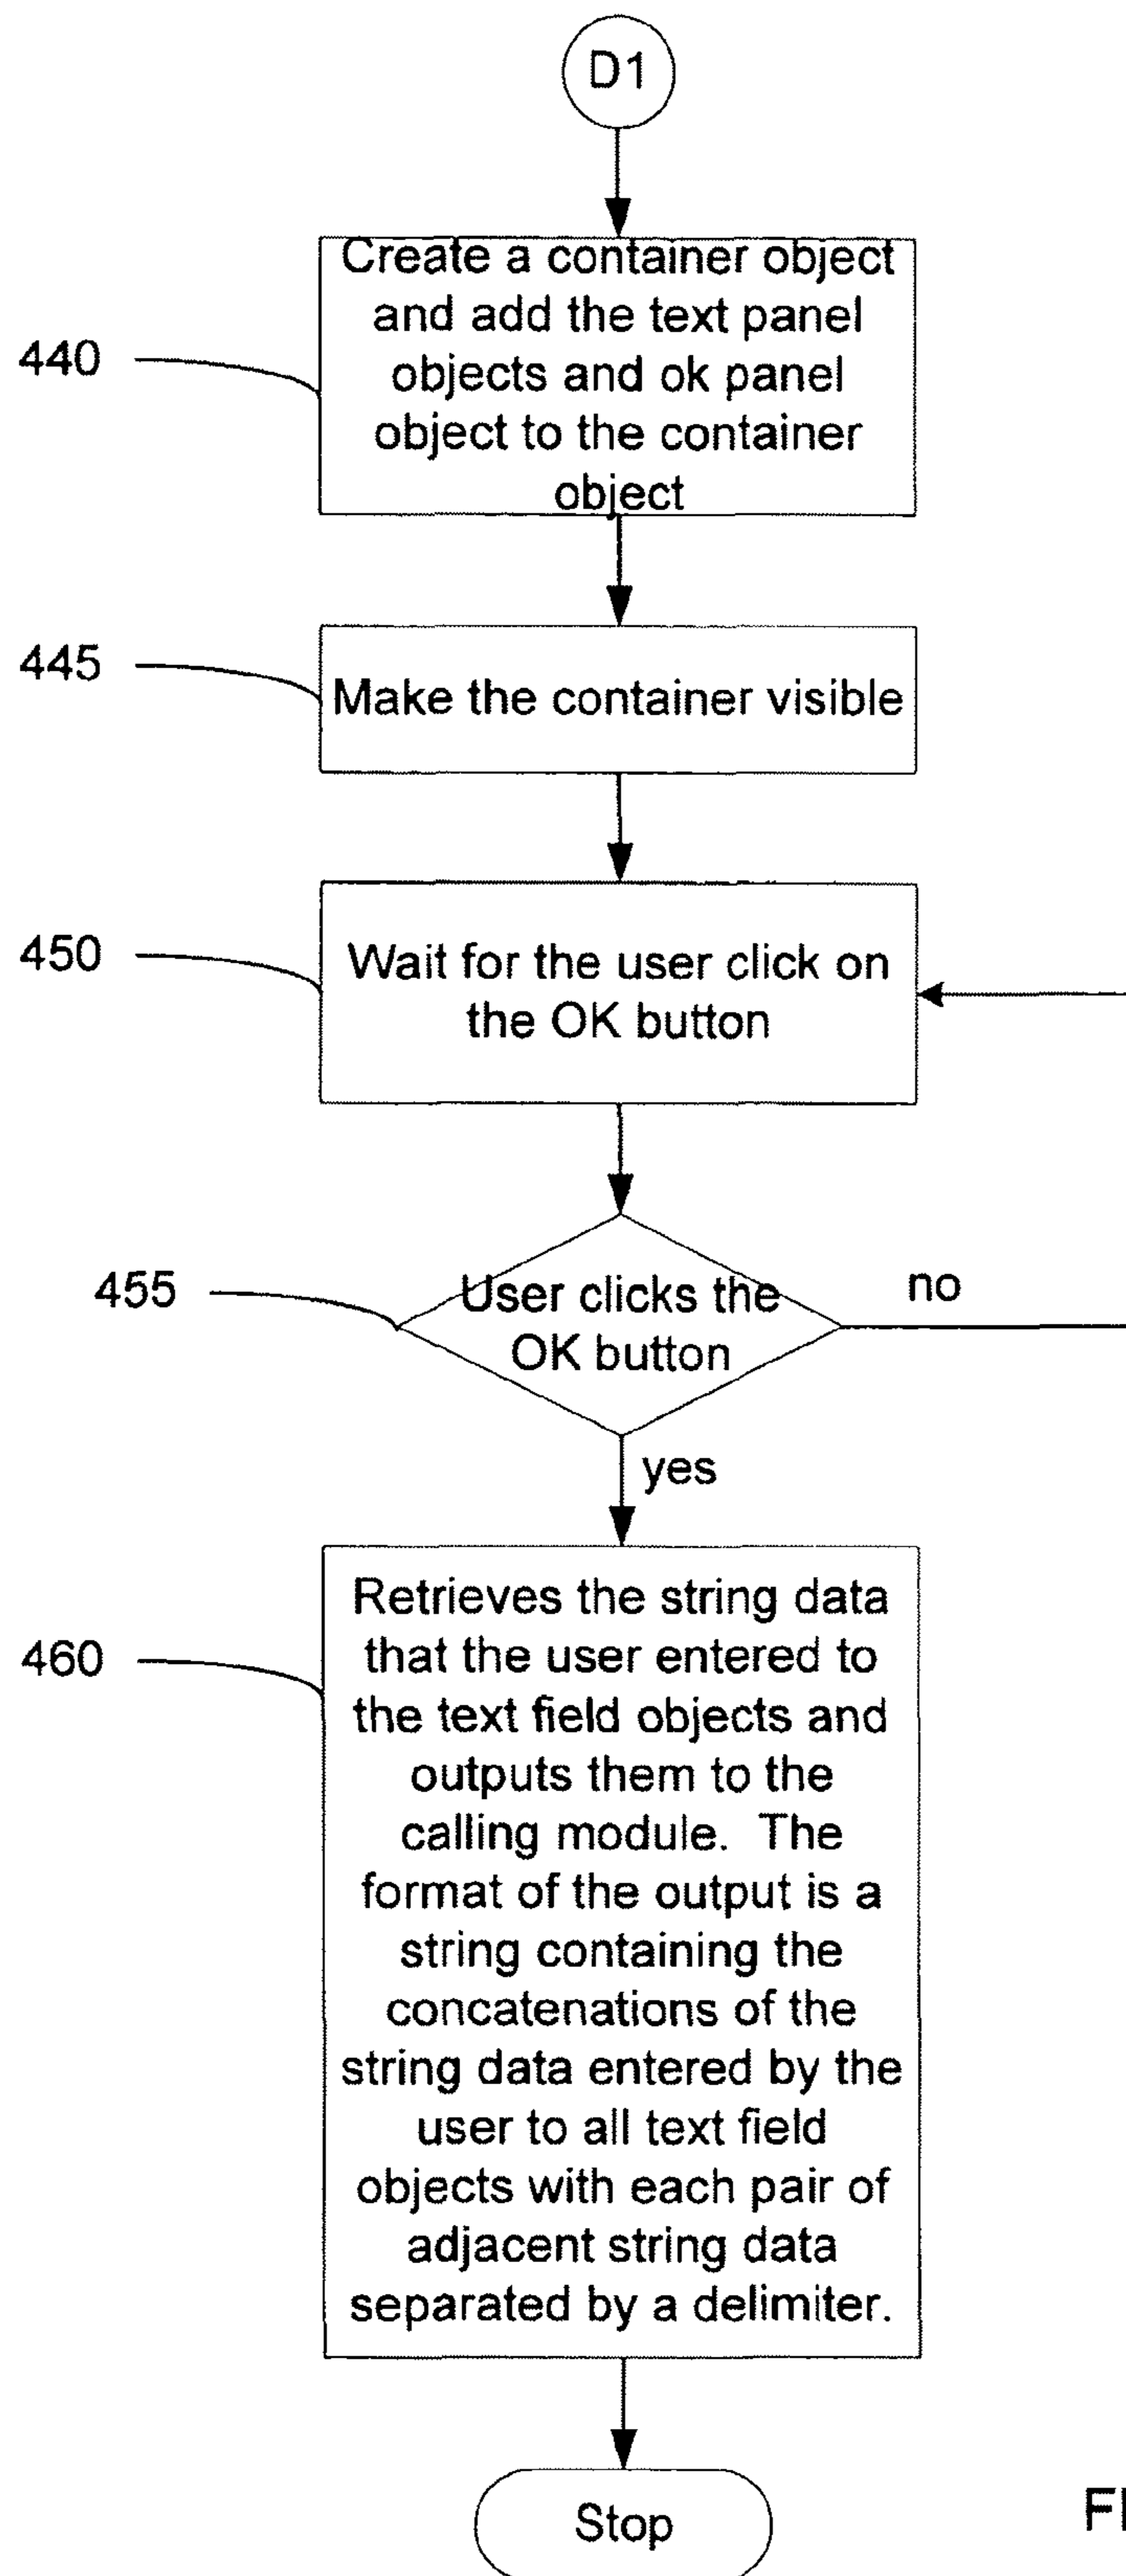 D1
440
Create a container object
and add the text panel
objects and ok panel
object to the container
object
445
Make the container visible
450
Wait for the user click on
the OK button
455
User clicks the
OK button
no
yes
460
Retrieves the string data
that the user entered to
the text field objects and
outputs them to the
calling module. The
format of the output is a
string containing the
concatenations of the
string data entered by the
user to all text field
objects with each pair of
adjacent string data
separated by a delimiter.
Stop